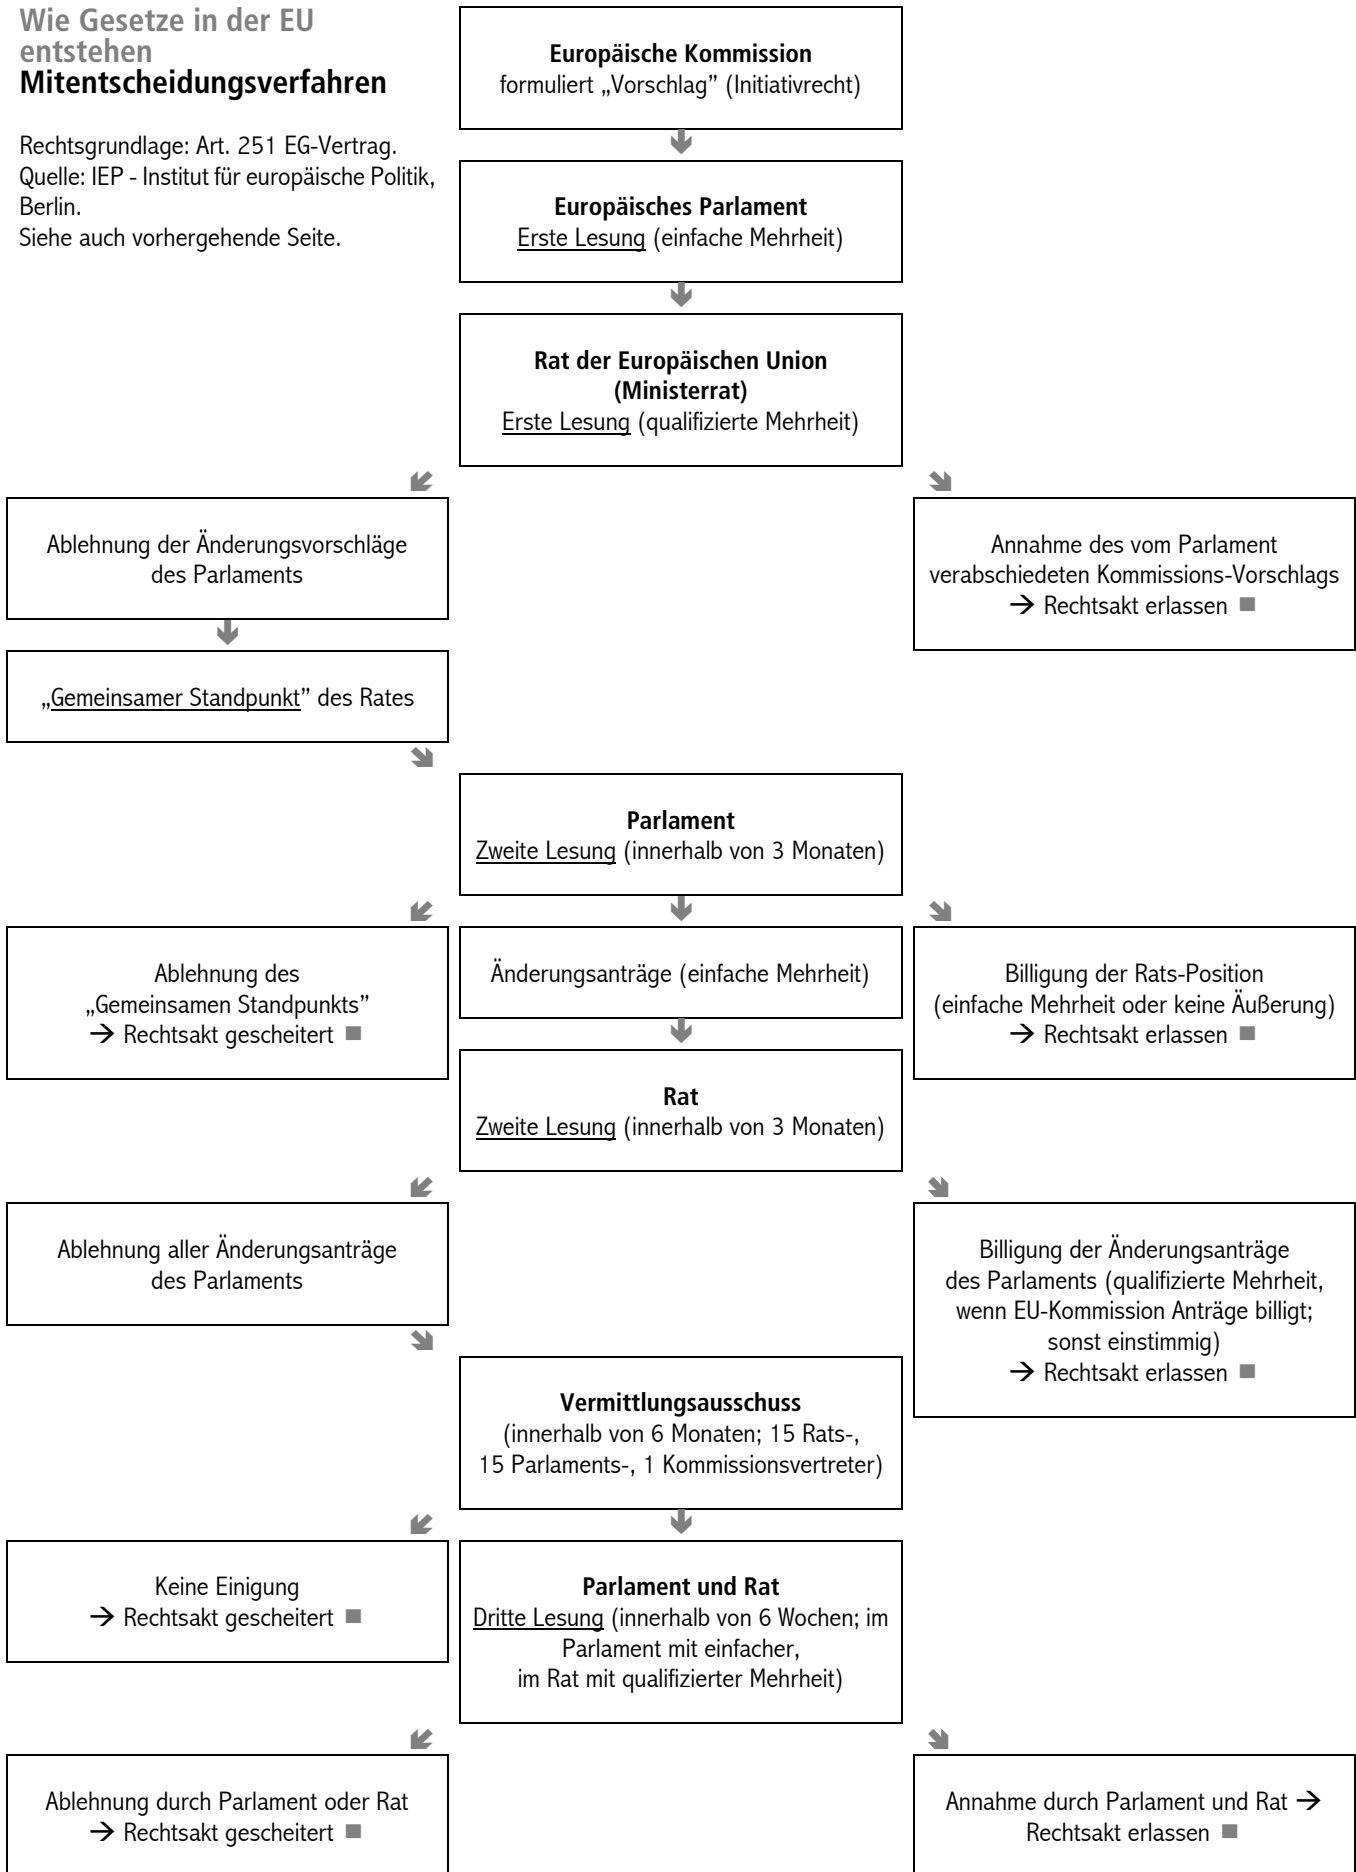 Wie Gesetze in der EU
entstehen
Mitentscheidungsverfahren
Rechtsgrundlage: Art. 251 EG-Vertrag.
Quelle: IEP - Institut für europäische Politik,
Berlin.
Siehe auch vorhergehende Seite.
Europäische Kommission
formuliert „Vorschlag” (Initiativrecht)
Europäisches Parlament
Erste Lesung (einfache Mehrheit)
Rat der Europäischen Union
(Ministerrat)
Erste Lesung (qualifizierte Mehrheit)
Ablehnung der Änderungsvorschläge
des Parlaments
Annahme des vom Parlament
verabschiedeten Kommissions-Vorschlags
→ Rechtsakt erlassen ■
„Gemeinsamer Standpunkt” des Rates
Parlament
Zweite Lesung (innerhalb von 3 Monaten)
Ablehnung des
„Gemeinsamen Standpunkts”
→ Rechtsakt gescheitert ■
Änderungsanträge (einfache Mehrheit)
Billigung der Rats-Position
(einfache Mehrheit oder keine Äußerung)
→ Rechtsakt erlassen ■
Rat
Zweite Lesung (innerhalb von 3 Monaten)
Ablehnung aller Änderungsanträge
des Parlaments
Billigung der Änderungsanträge
des Parlaments (qualifizierte Mehrheit,
wenn EU-Kommission Anträge billigt;
sonst einstimmig)
→ Rechtsakt erlassen ■
Vermittlungsausschuss
(innerhalb von 6 Monaten; 15 Rats-,
15 Parlaments-, 1 Kommissionsvertreter)
Keine Einigung
→ Rechtsakt gescheitert ■
Parlament und Rat
Dritte Lesung (innerhalb von 6 Wochen; im
Parlament mit einfacher,
im Rat mit qualifizierter Mehrheit)
Ablehnung durch Parlament oder Rat
→ Rechtsakt gescheitert ■
Annahme durch Parlament und Rat →
Rechtsakt erlassen ■